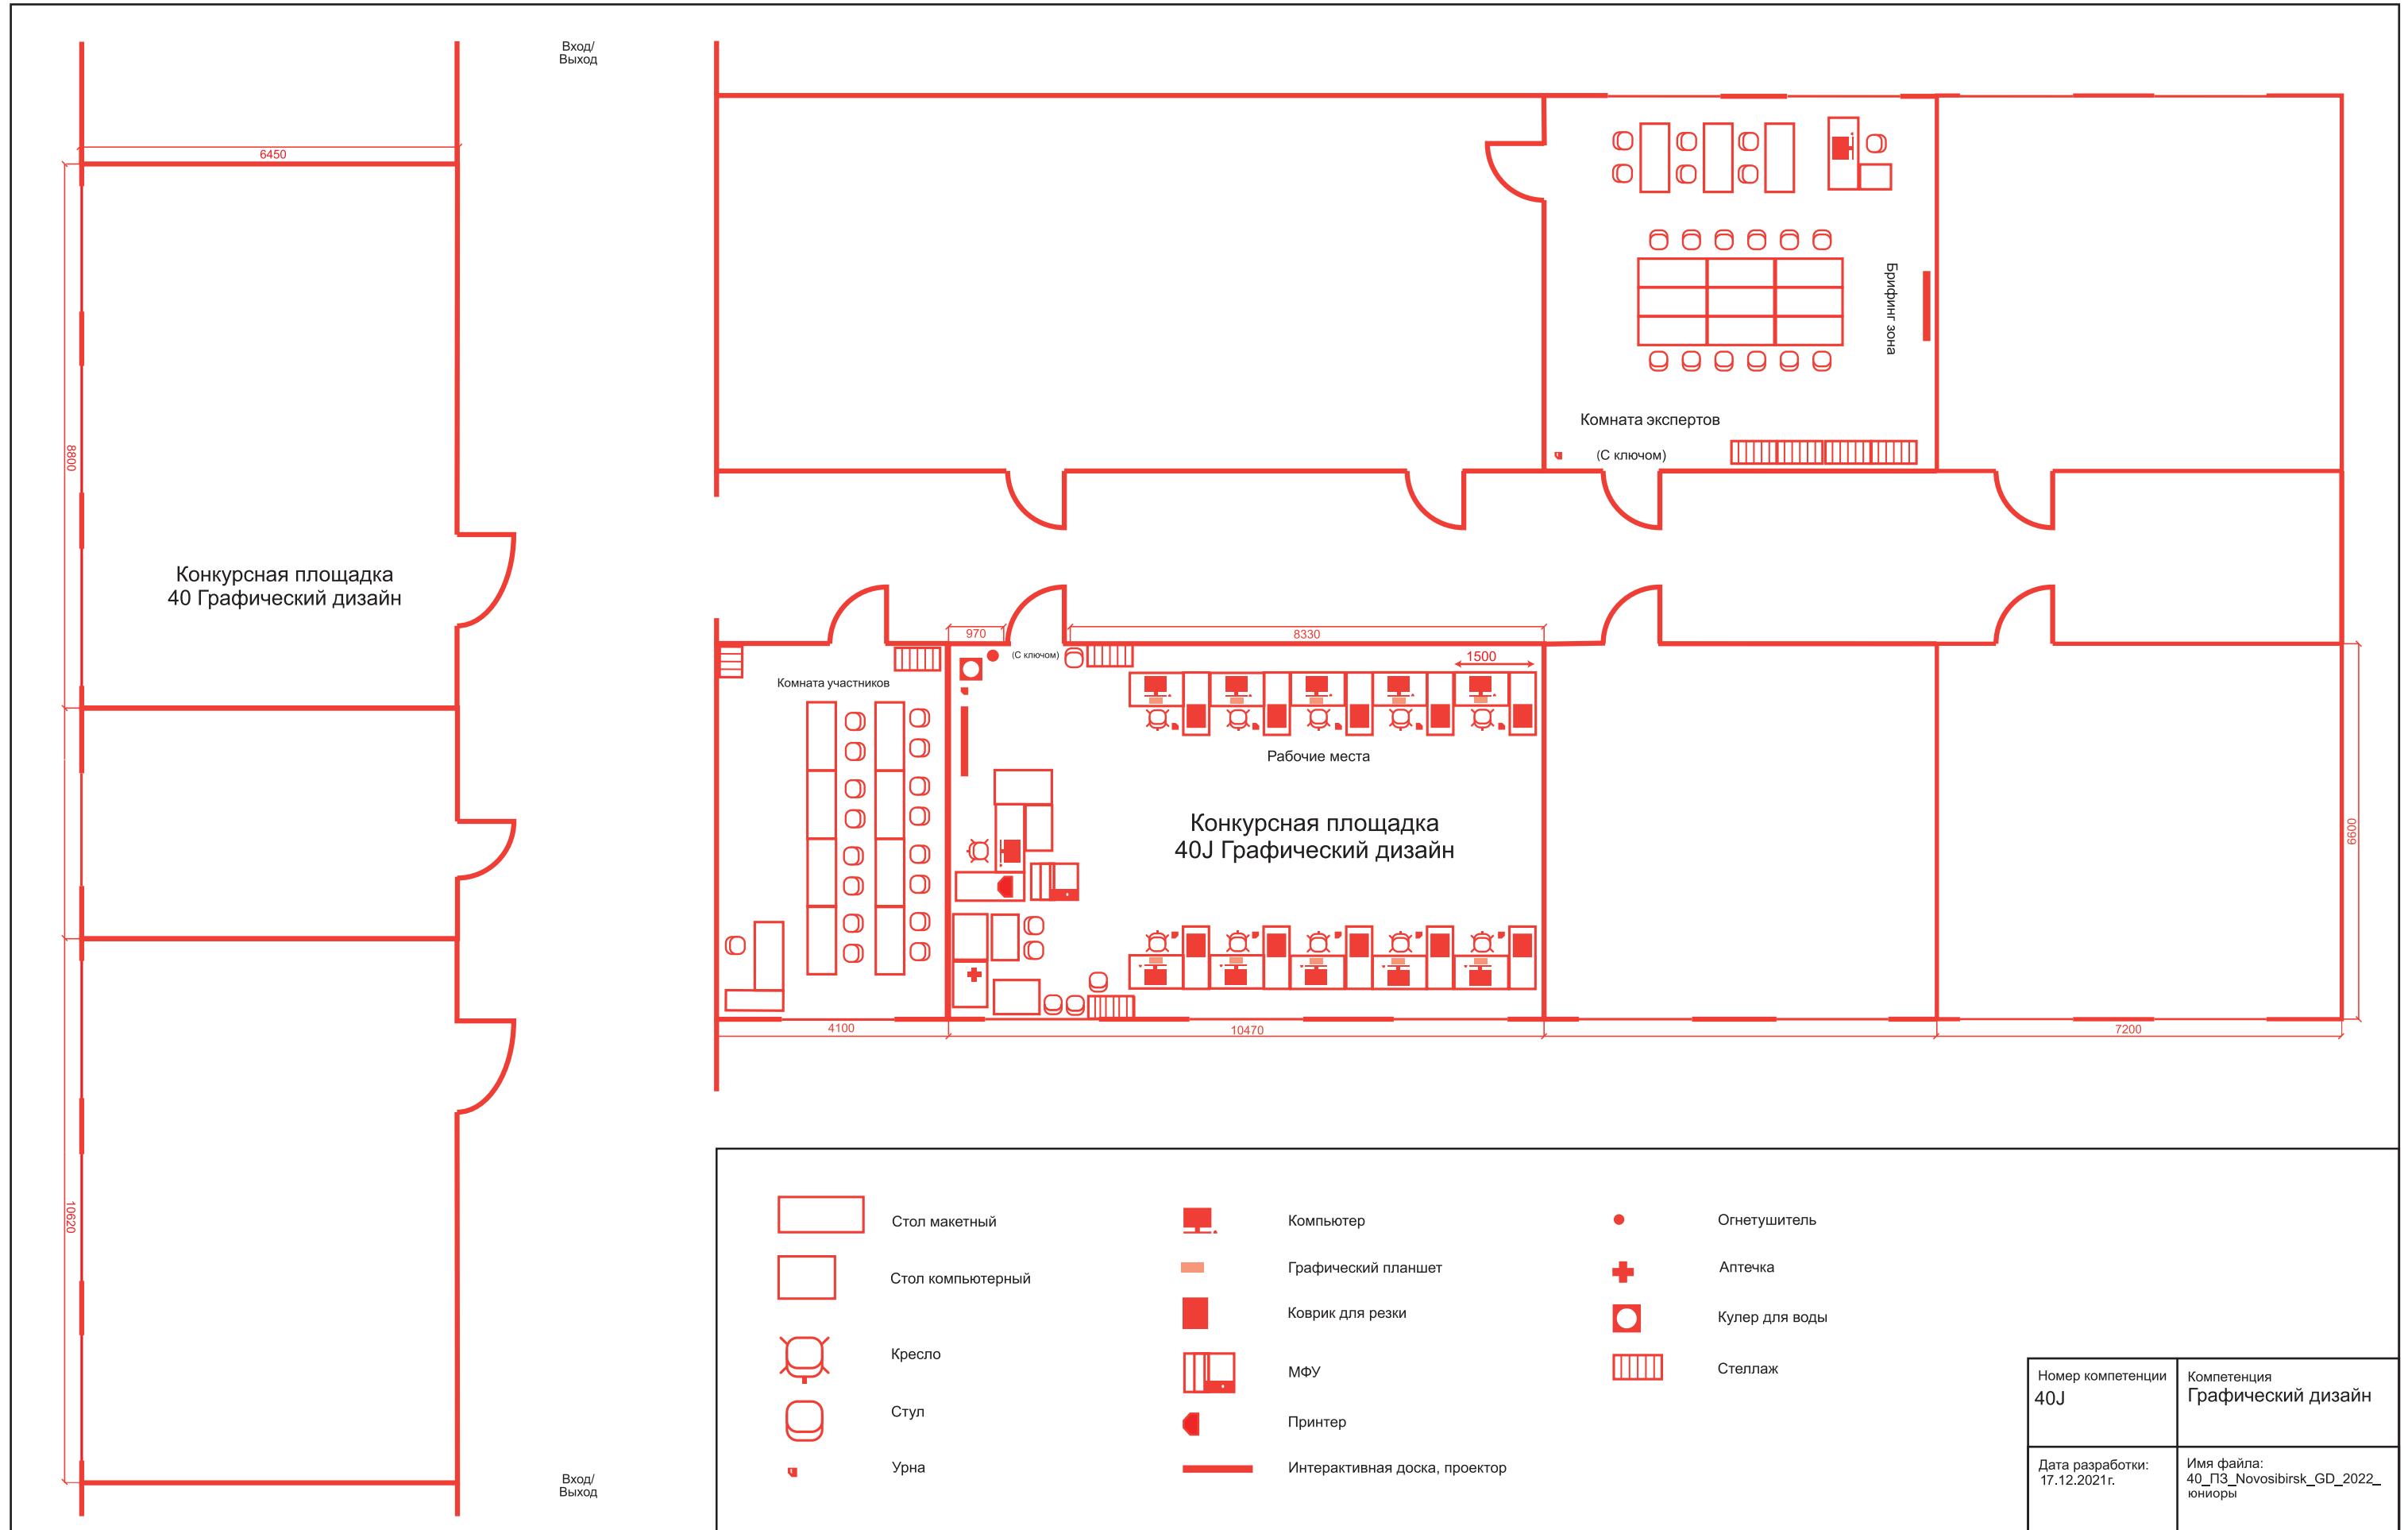 Вход/
Выход
6450
8800
Конкурсная площадка
40 Графический дизайн
10620
Вход/
Выход
Брифинг зона
Комната экспертов
(С ключом)
970
(С ключом)
8330
1500
Комната участников
Рабочие места
Конкурсная площадка
40J Графический дизайн
6600
4100
10470
7200
Стол макетный
Стол компьютерный
Кресло
Стул
Урна
Компьютер
Графический планшет
Коврик для резки
МФУ
Принтер
Интерактивная доска, проектор
Огнетушитель
Аптечка
Кулер для воды
Стеллаж
Номер компетенции
40J
Компетенция
Графический дизайн
Дата разработки:
17.12.2021г.
Имя файла:
40_ПЗ_Novosibirsk_GD_2022_
юниоры